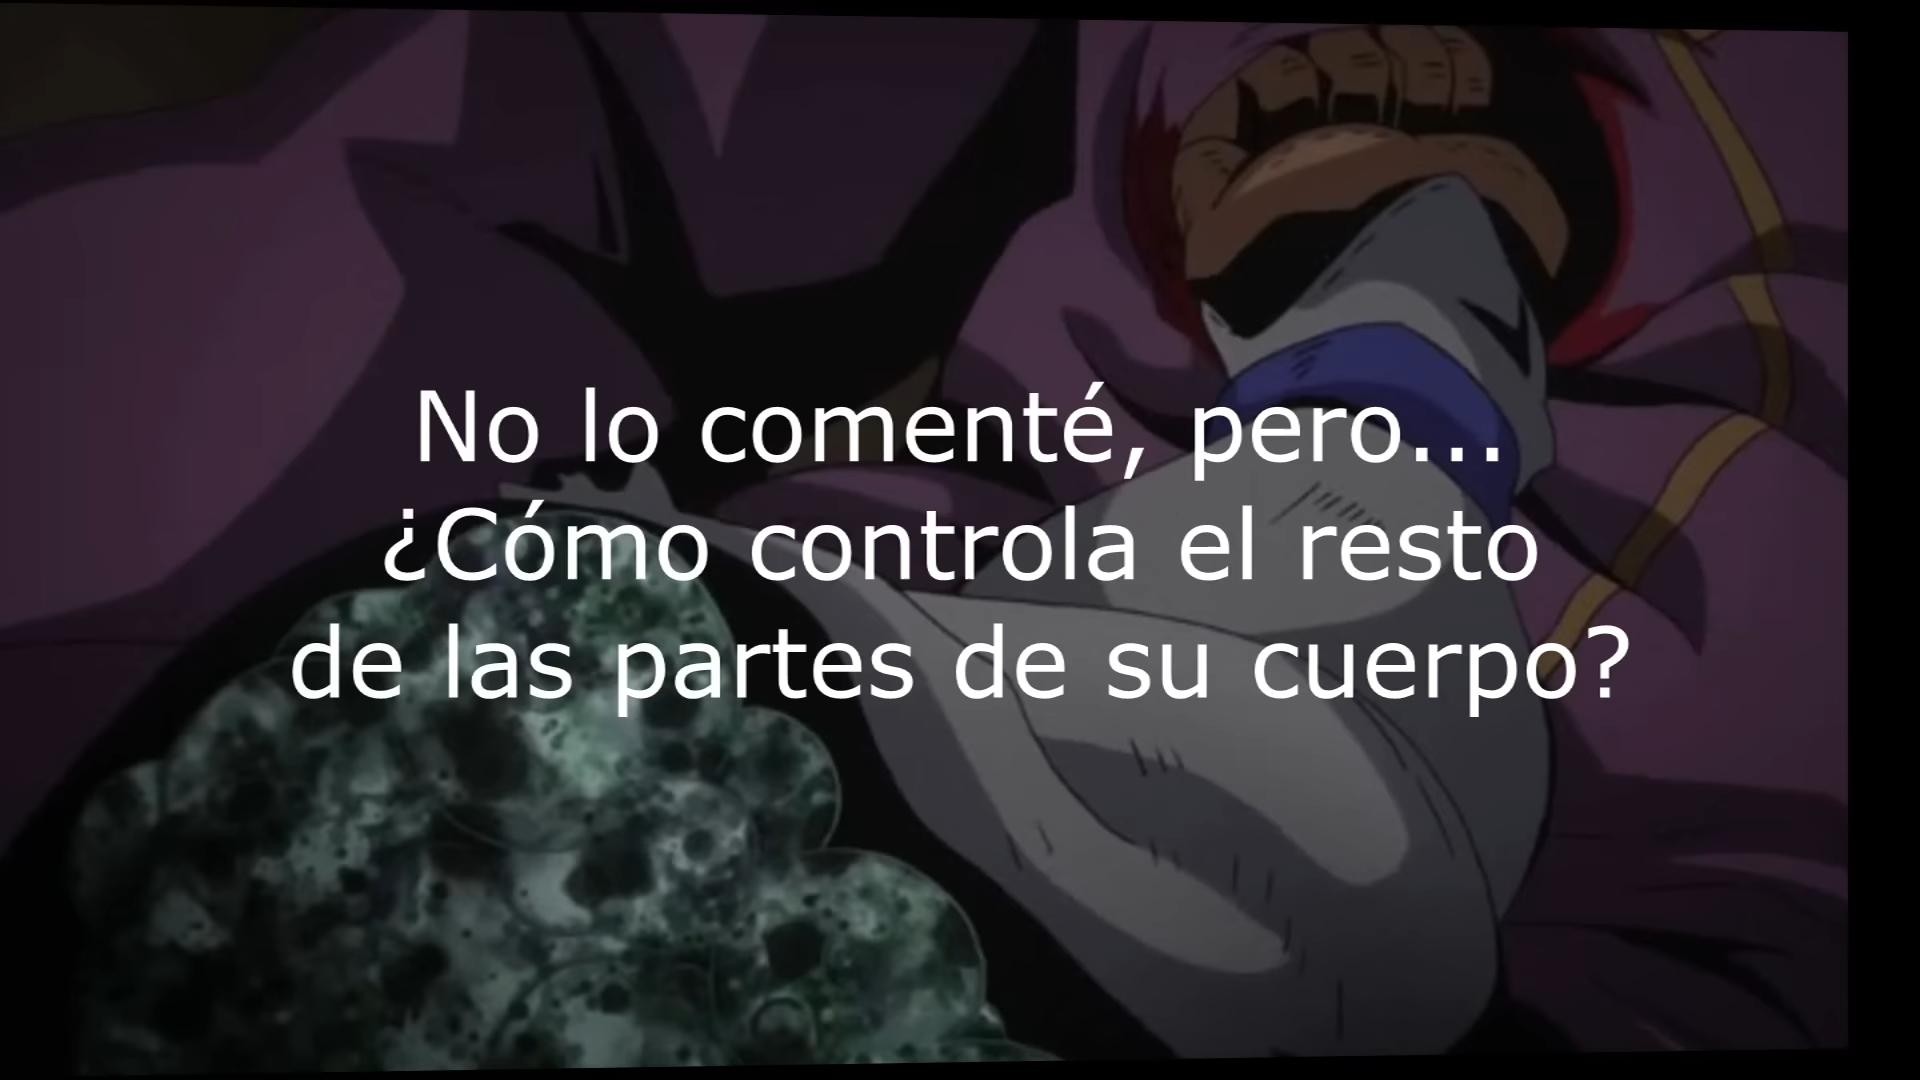 No lo comenté, pero...
¿Cómo controla el resto
de las partes de su cuerpo?